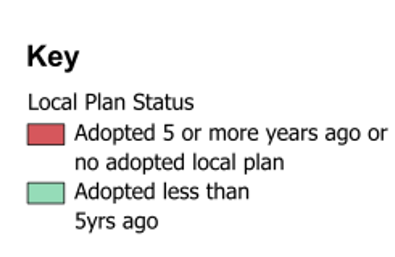 Key
Local Plan Status
Adopted 5 or more years ago or
no adopted local plan
Adopted less than
5yrs ago